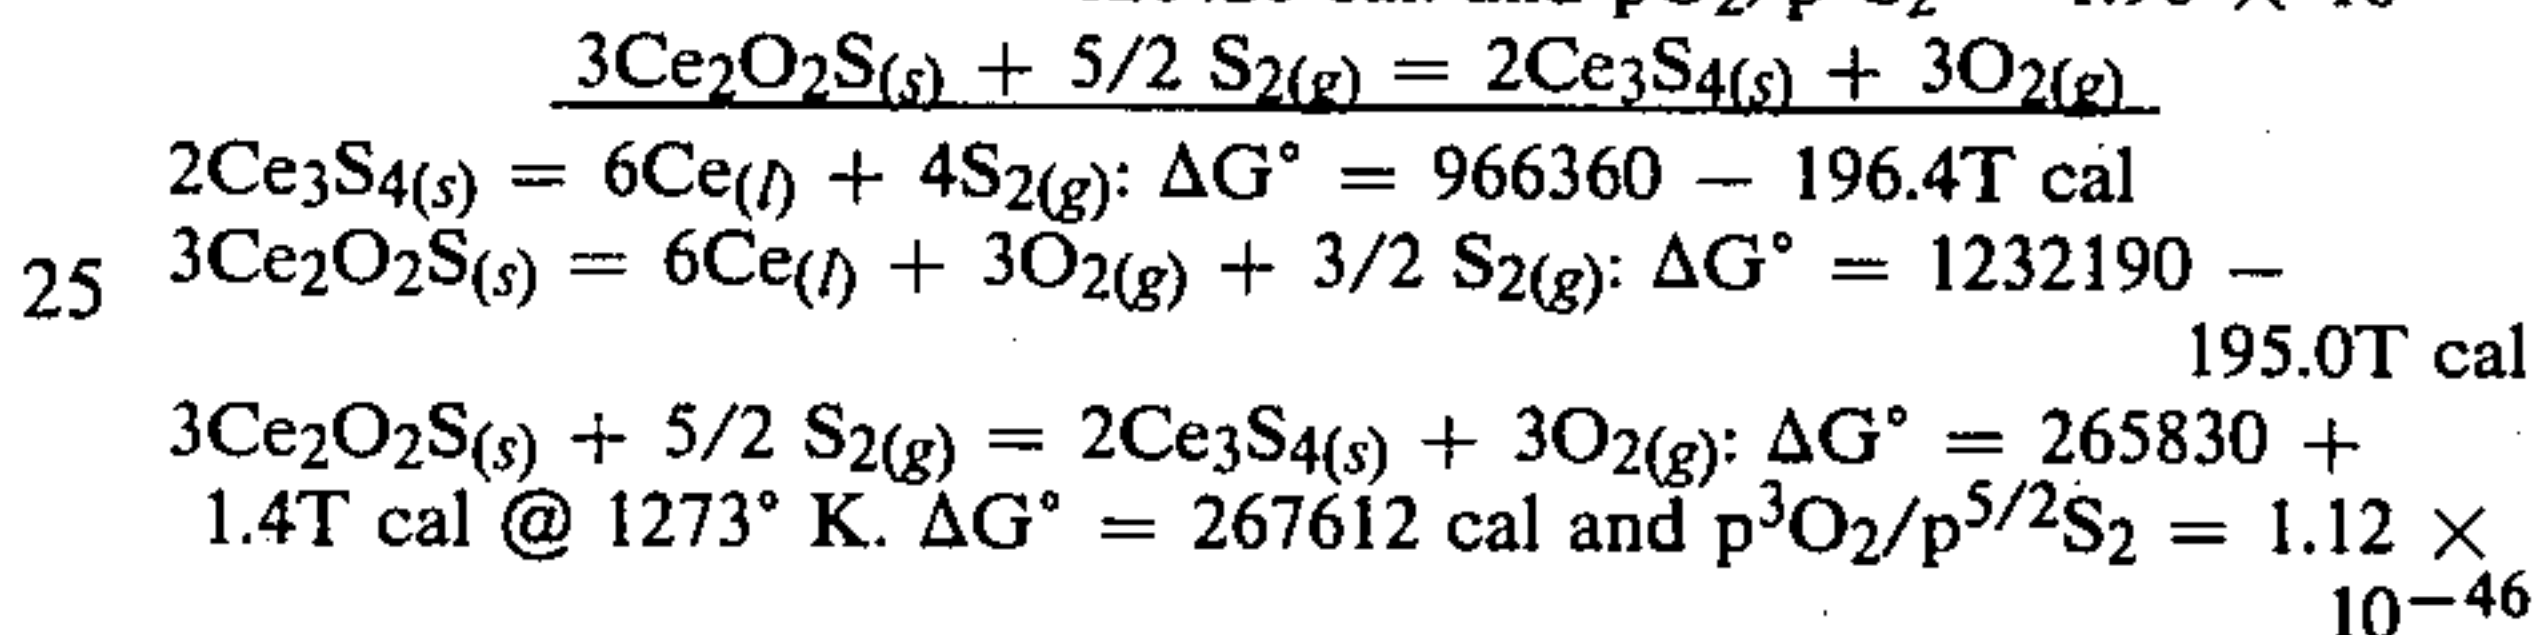 3Ce2O2S(s) + 5/2 S2(g) = 2Ce3S4(s) + 3O2(g)
2Ce3S4(s) = 6Ce(l) + 4S2(g): ΔG° = 966360 − 196.4T cal
25 3Ce2O2S(s) = 6Ce(l) + 3O2(g) + 3/2 S2(g): ΔG° = 1232190 −
195.0T cal
3Ce2O2S(s) + 5/2 S2(g) = 2Ce3S4(s) + 3O2(g): ΔG° = 265830 +
1.4T cal @ 1273° K. ΔG° = 267612 cal and p³O2/p^5/2S2 = 1.12 ×
10^−46